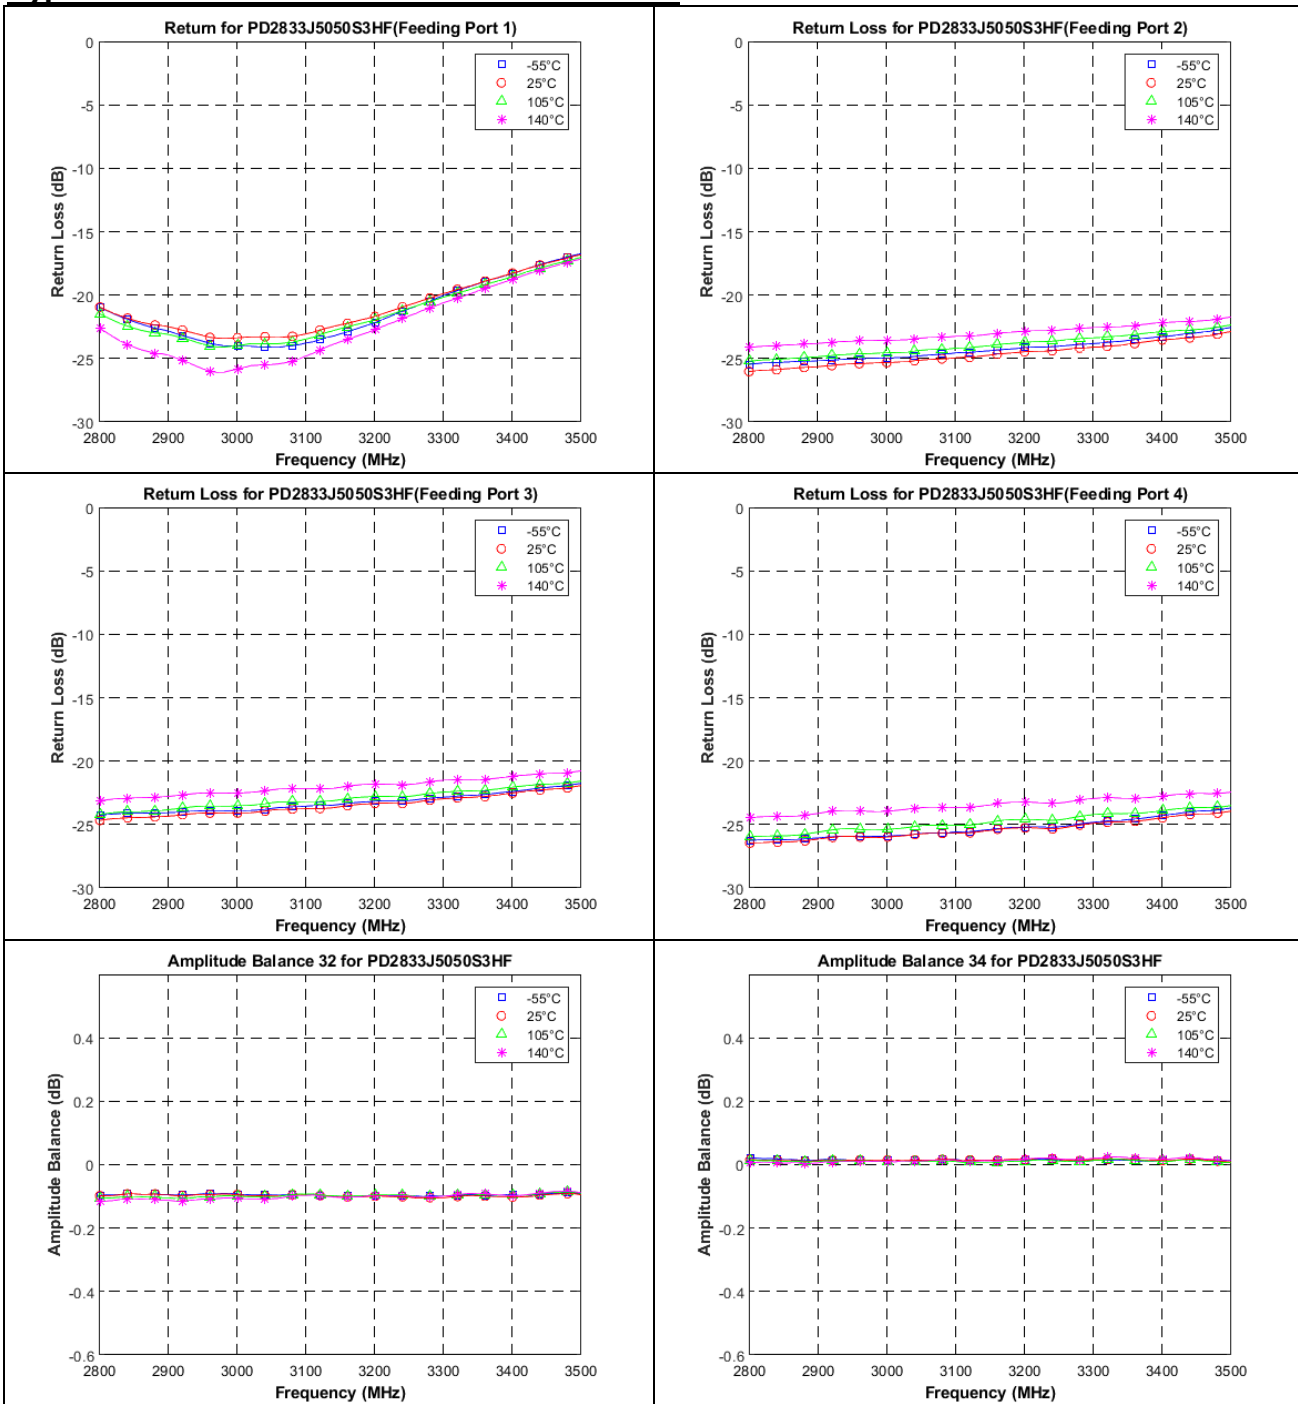 Return for PD2833J5050S3HF(Feeding Port 1)
0
-5
-10
-15
-20
-25
-30
Return Loss (dB)
-55°C
25°C
105°C
140°C
2800 2900 3000 3100 3200 3300 3400 3500
Frequency (MHz)
Return Loss for PD2833J5050S3HF(Feeding Port 2)
0
-5
-10
-15
-20
-25
-30
Return Loss (dB)
-55°C
25°C
105°C
140°C
2800 2900 3000 3100 3200 3300 3400 3500
Frequency (MHz)
Return Loss for PD2833J5050S3HF(Feeding Port 3)
0
-5
-10
-15
-20
-25
-30
Return Loss (dB)
-55°C
25°C
105°C
140°C
2800 2900 3000 3100 3200 3300 3400 3500
Frequency (MHz)
Return Loss for PD2833J5050S3HF(Feeding Port 4)
0
-5
-10
-15
-20
-25
-30
Return Loss (dB)
-55°C
25°C
105°C
140°C
2800 2900 3000 3100 3200 3300 3400 3500
Frequency (MHz)
Amplitude Balance 32 for PD2833J5050S3HF
0.4
0.2
0
-0.2
-0.4
-0.6
Amplitude Balance (dB)
-55°C
25°C
105°C
140°C
2800 2900 3000 3100 3200 3300 3400 3500
Frequency (MHz)
Amplitude Balance 34 for PD2833J5050S3HF
0.4
0.2
0
-0.2
-0.4
-0.6
Amplitude Balance (dB)
-55°C
25°C
105°C
140°C
2800 2900 3000 3100 3200 3300 3400 3500
Frequency (MHz)